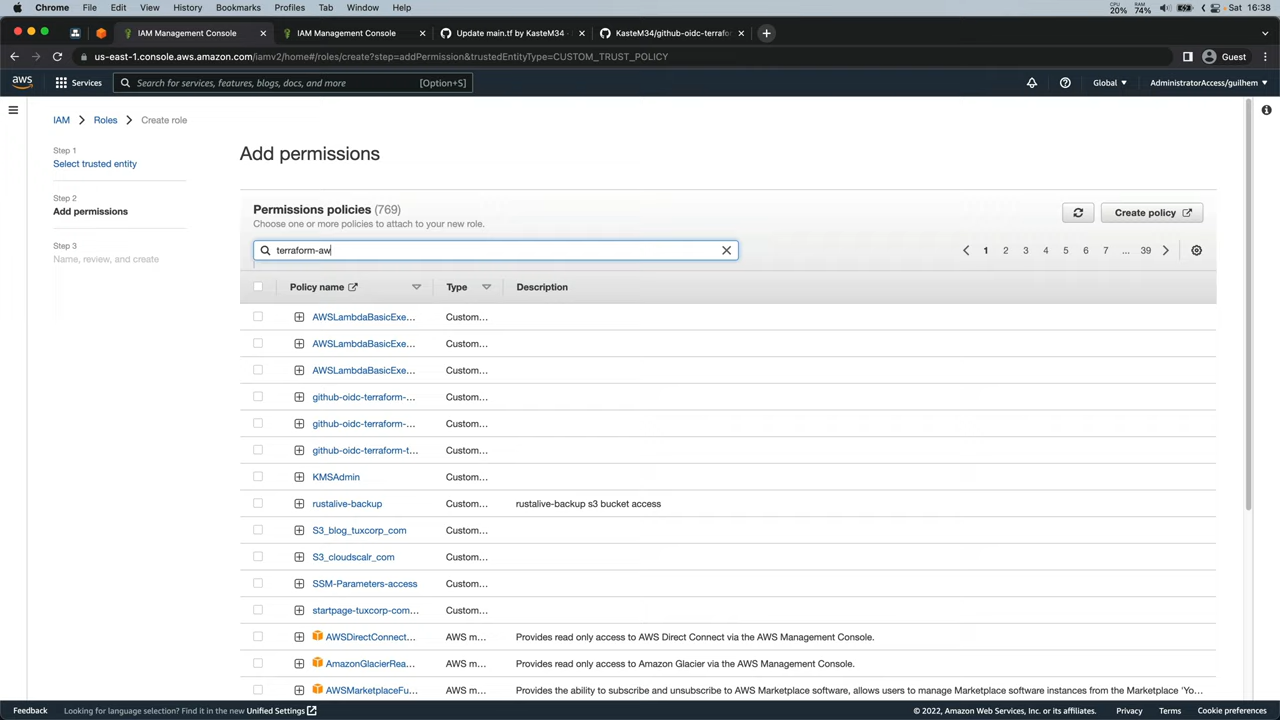 Chrome File Edit View History Bookmarks Profiles Tab Window Help CPU 20% RAM 74% Sat 16:38
IAM Management Console IAM Management Console Update main.tf by KasteM34 KasteM34/github-oidc-terrafor
us-east-1.console.aws.amazon.com/iamv2/home#/roles/create?step=addPermission&trustedEntityType=CUSTOM_TRUST_POLICY Guest
aws Services Search for services, features, blogs, docs, and more [Option+S] Global AdministratorAccess/guilhem...
IAM Roles Create role
Step 1
Select trusted entity
Step 2
Add permissions
Step 3
Name, review, and create
Add permissions
Permissions policies (769)
Choose one or more policies to attach to your new role.
Create policy
terraform-aw
1 2 3 4 5 6 7 ... 39
Policy name Type Description
AWSLambdaBasicExe... Custom...
AWSLambdaBasicExe... Custom...
AWSLambdaBasicExe... Custom...
github-oidc-terraform-... Custom...
github-oidc-terraform-... Custom...
github-oidc-terraform-t... Custom...
KMSAdmin Custom...
rustalive-backup Custom... rustalive-backup s3 bucket access
S3_blog_tuxcorp_com Custom...
S3_cloudscalr_com Custom...
SSM-Parameters-access Custom...
startpage-tuxcorp-com... Custom...
AWSDirectConnect... AWS m... Provides read only access to AWS Direct Connect via the AWS Management Console.
AmazonGlacierRea... AWS m... Provides read only access to Amazon Glacier via the AWS Management Console.
AWSMarketplaceFu... AWS m... Provides the ability to subscribe and unsubscribe to AWS Marketplace software, allows users to manage Marketplace software instances from the Marketplace 'Yo...
Feedback Looking for language selection? Find it in the new Unified Settings © 2022, Amazon Web Services, Inc. or its affiliates. Privacy Terms Cookie preferences